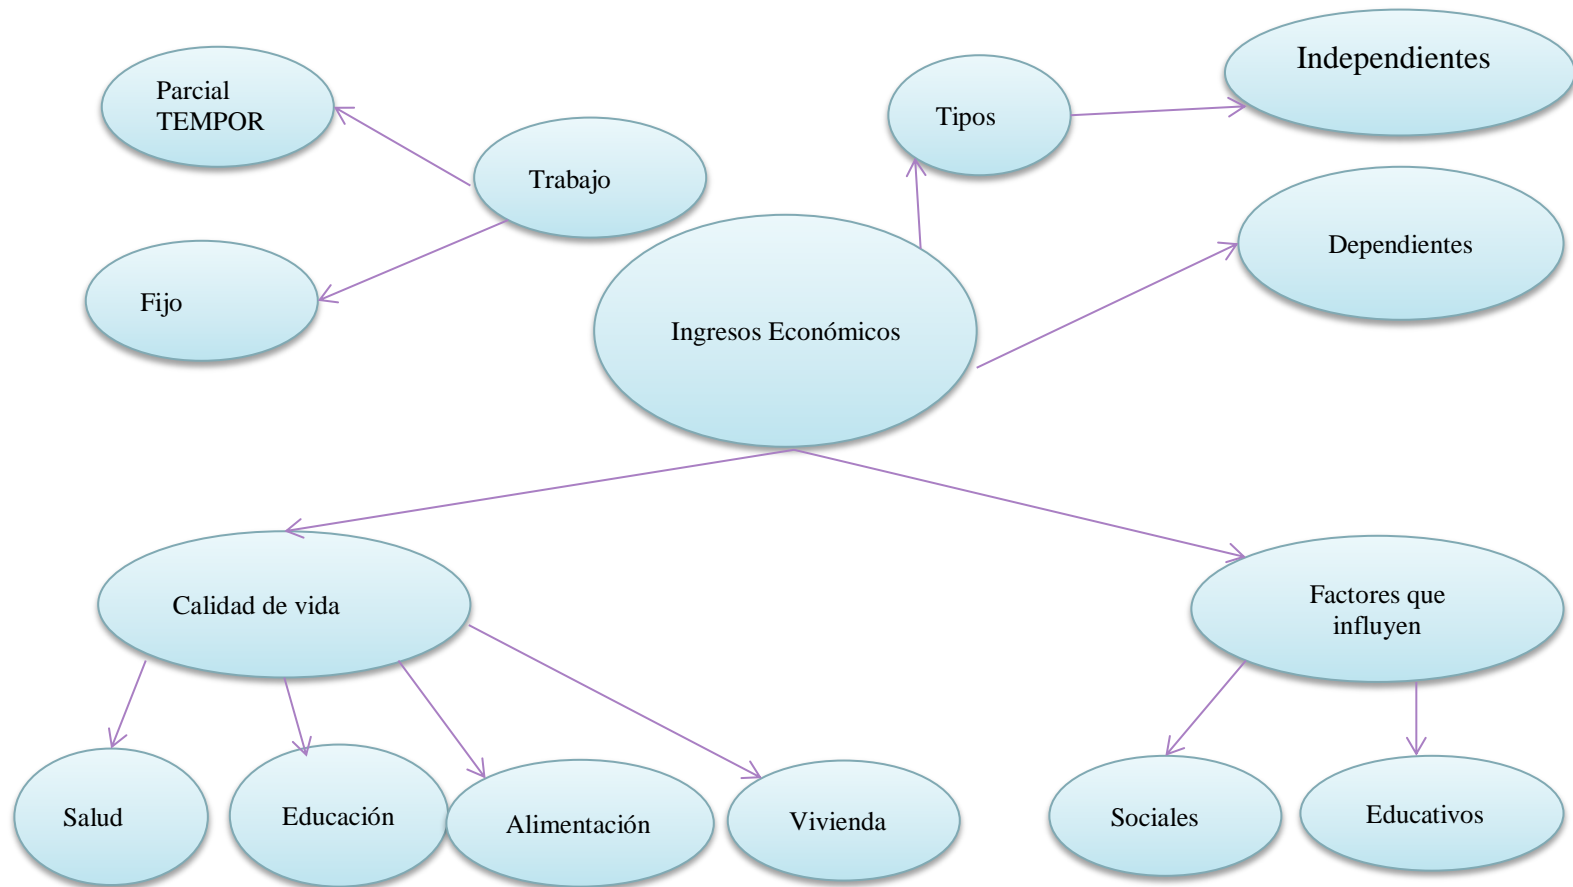 Independientes
Parcial
TEMPOR
Tipos
Trabajo
Dependientes
Fijo
Ingresos Económicos
Calidad de vida
Factores que
influyen
Salud
Educación
Alimentación
Vivienda
Sociales
Educativos